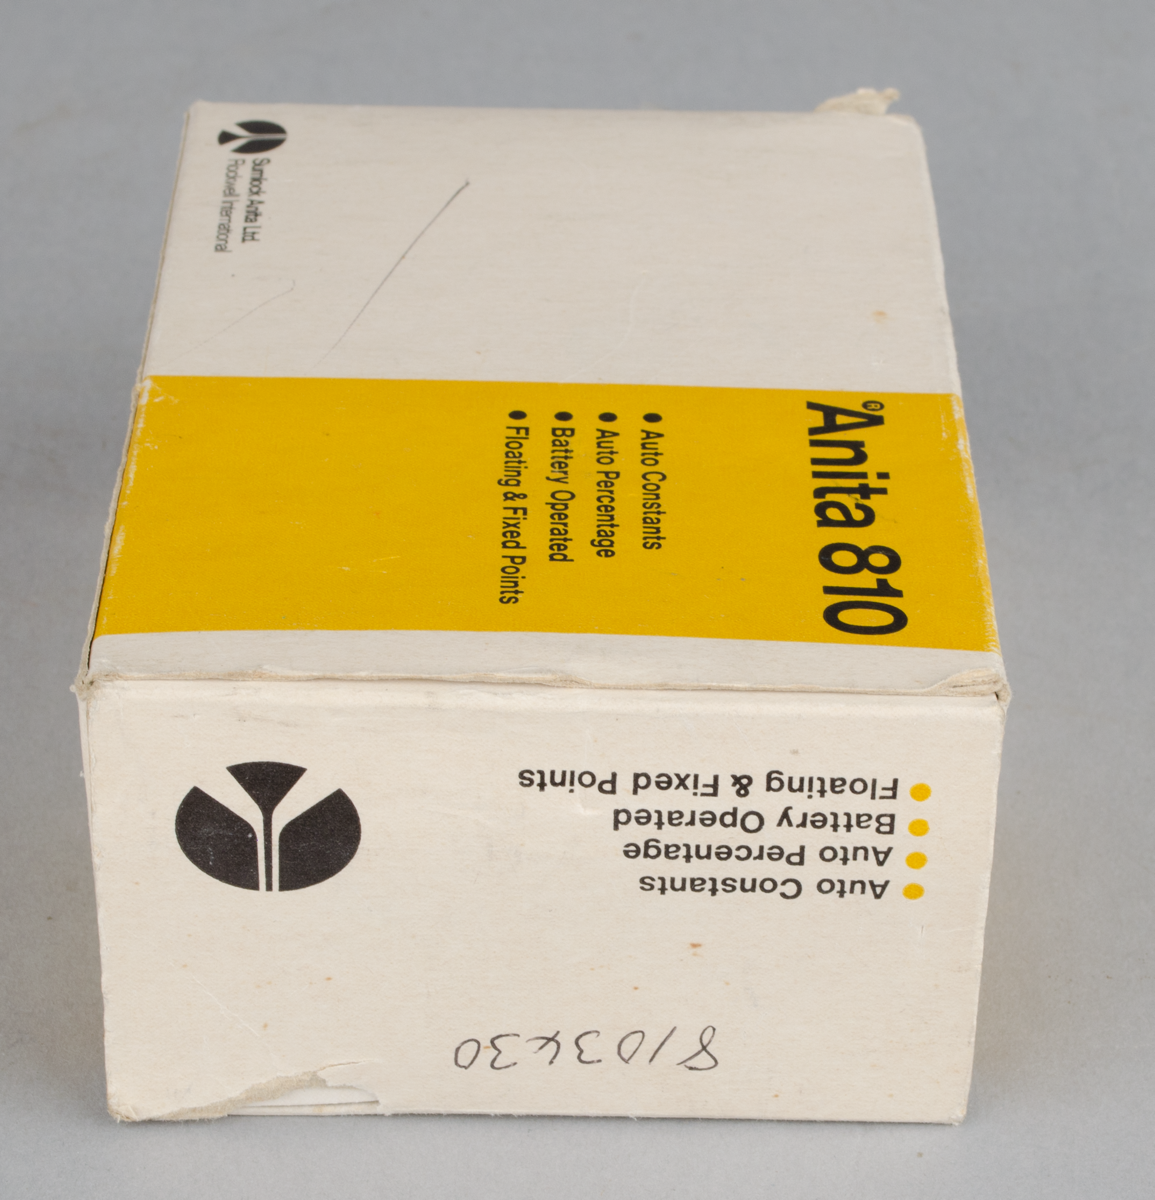 Sumlock Anita Ltd.
Rockwell International
®
Anita 810
• Auto Constants
• Auto Percentage
• Battery Operated
• Floating & Fixed Points
• Auto Constants
• Auto Percentage
• Battery Operated
• Floating & Fixed Points
8103430